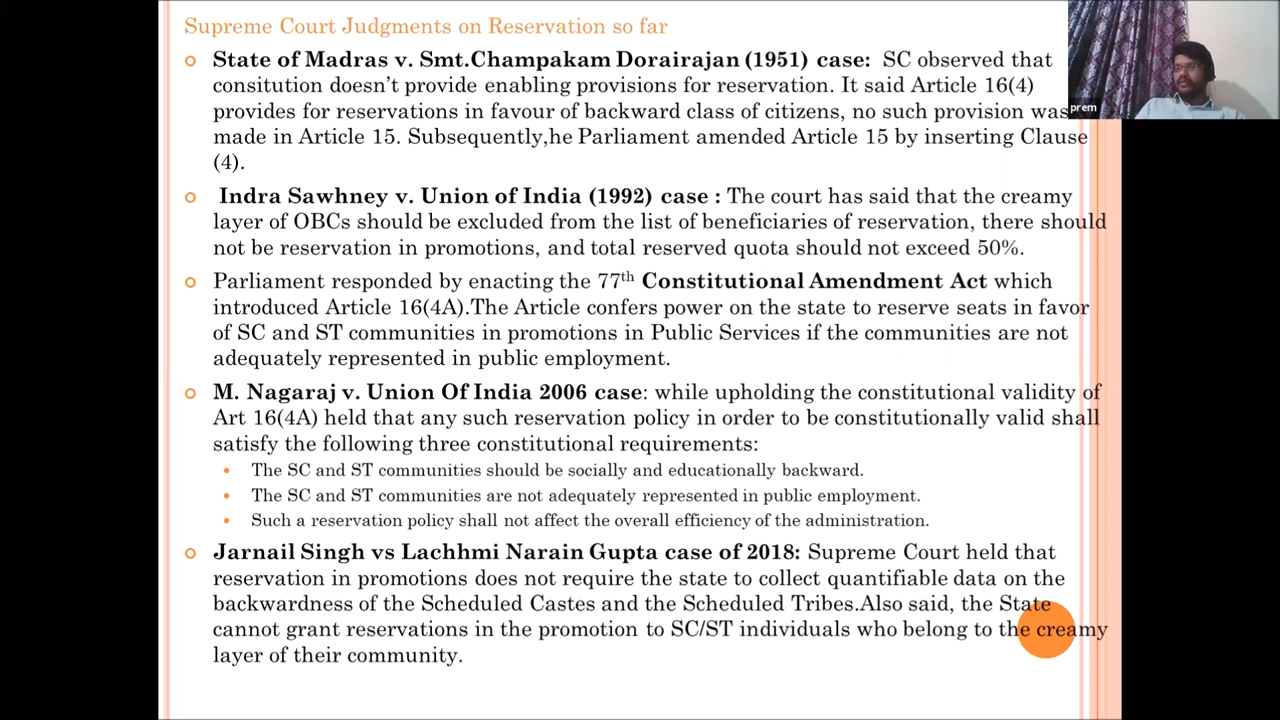 Supreme Court Judgments on Reservation so far
State of Madras v. Smt.Champakam Dorairajan (1951) case: SC observed that
consitution doesn't provide enabling provisions for reservation. It said Article 16(4)
provides for reservations in favour of backward class of citizens, no such provision was
prem
made in Article 15. Subsequently,he Parliament amended Article 15 by inserting Clause
(4).
Indra Sawhney v. Union of India (1992) case : The court has said that the creamy
layer of OBCs should be excluded from the list of beneficiaries of reservation, there should
not be reservation in promotions, and total reserved quota should not exceed 50%.
Parliament responded by enacting the 77th Constitutional Amendment Act which
introduced Article 16(4A).The Article confers power on the state to reserve seats in favor
of SC and ST communities in promotions in Public Services if the communities are not
adequately represented in public employment.
M. Nagaraj v. Union Of India 2006 case: while upholding the constitutional validity of
Art 16(4A) held that any such reservation policy in order to be constitutionally valid shall
satisfy the following three constitutional requirements:
The SC and ST communities should be socially and educationally backward.
The SC and ST communities are not adequately represented in public employment.
Such a reservation policy shall not affect the overall efficiency of the administration.
Jarnail Singh vs Lachhmi Narain Gupta case of 2018: Supreme Court held that
reservation in promotions does not require the state to collect quantifiable data on the
backwardness of the Scheduled Castes and the Scheduled Tribes.Also said, the State
cannot grant reservations in the promotion to SC/ST individuals who belong to the creamy
layer of their community.